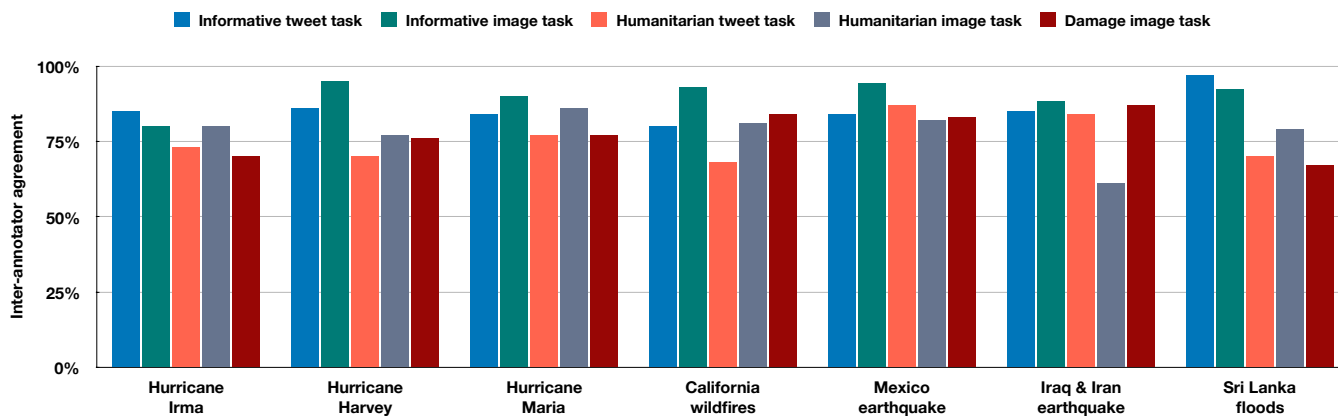 Informative tweet task Informative image task Humanitarian tweet task Humanitarian image task Damage image task
Inter-annotator agreement
100%
75%
50%
25%
0%
Hurricane Irma
Hurricane Harvey
Hurricane Maria
California wildfires
Mexico earthquake
Iraq & Iran earthquake
Sri Lanka floods